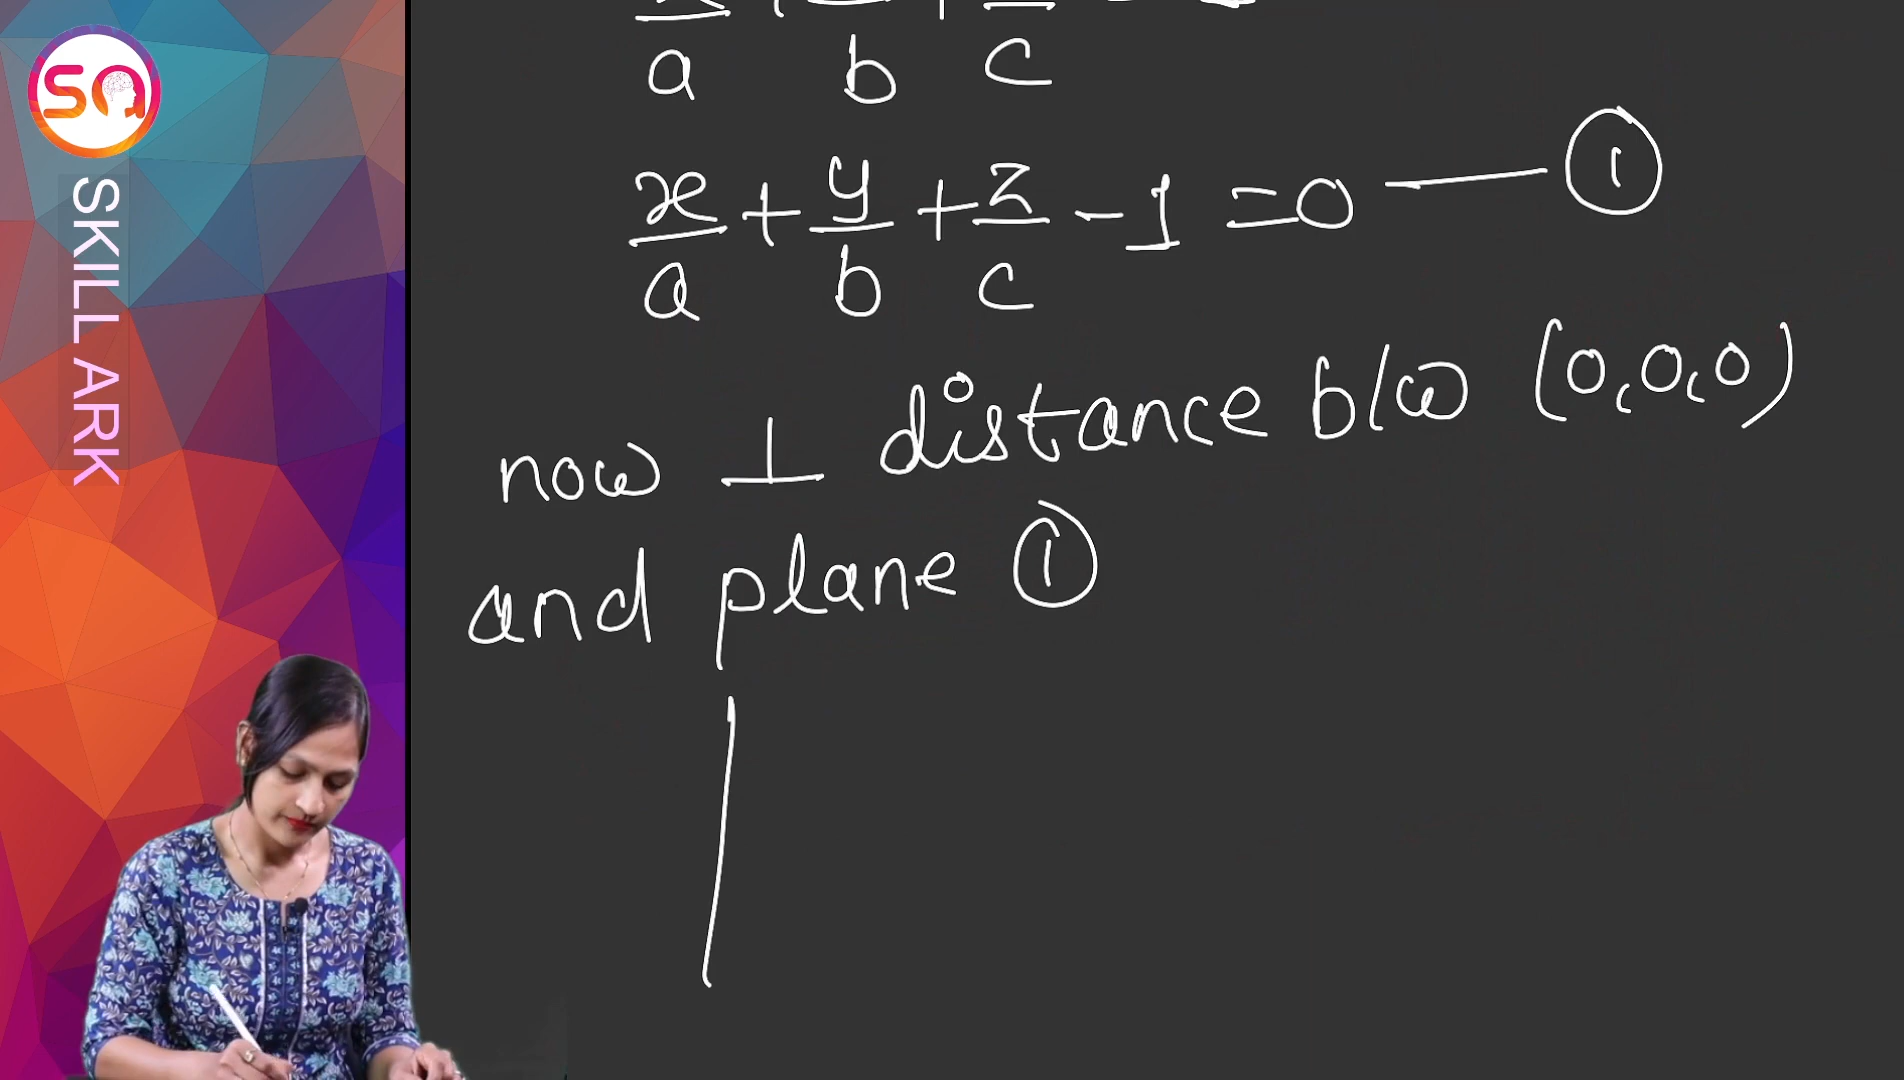 SA
SKILL ARK
a b c
x/a + y/b + z/c - 1 = 0 — ①
now ⊥ distance b/w (0,0,0)
and plane ①
|